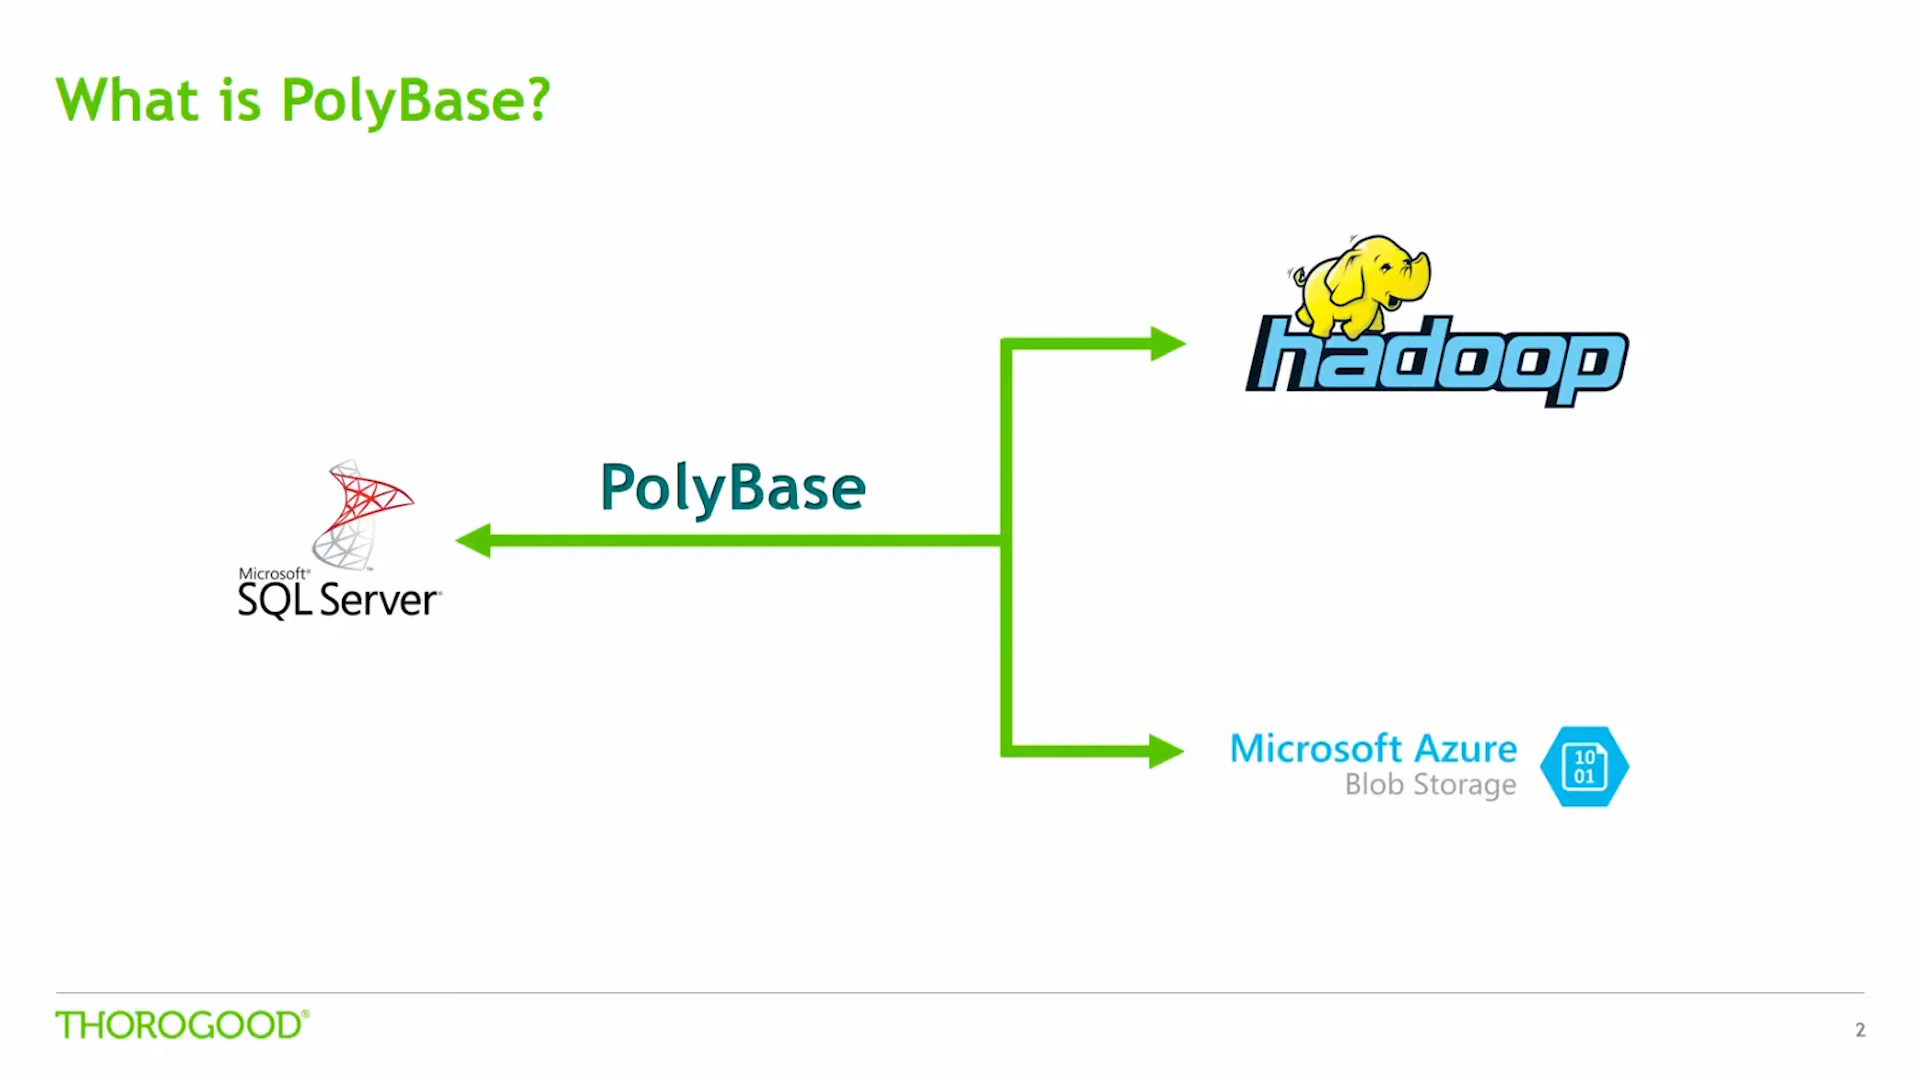 What is PolyBase?
hadoop
PolyBase
Microsoft®
SQL Server®
Microsoft Azure
Blob Storage
10
01
THOROGOOD®
2